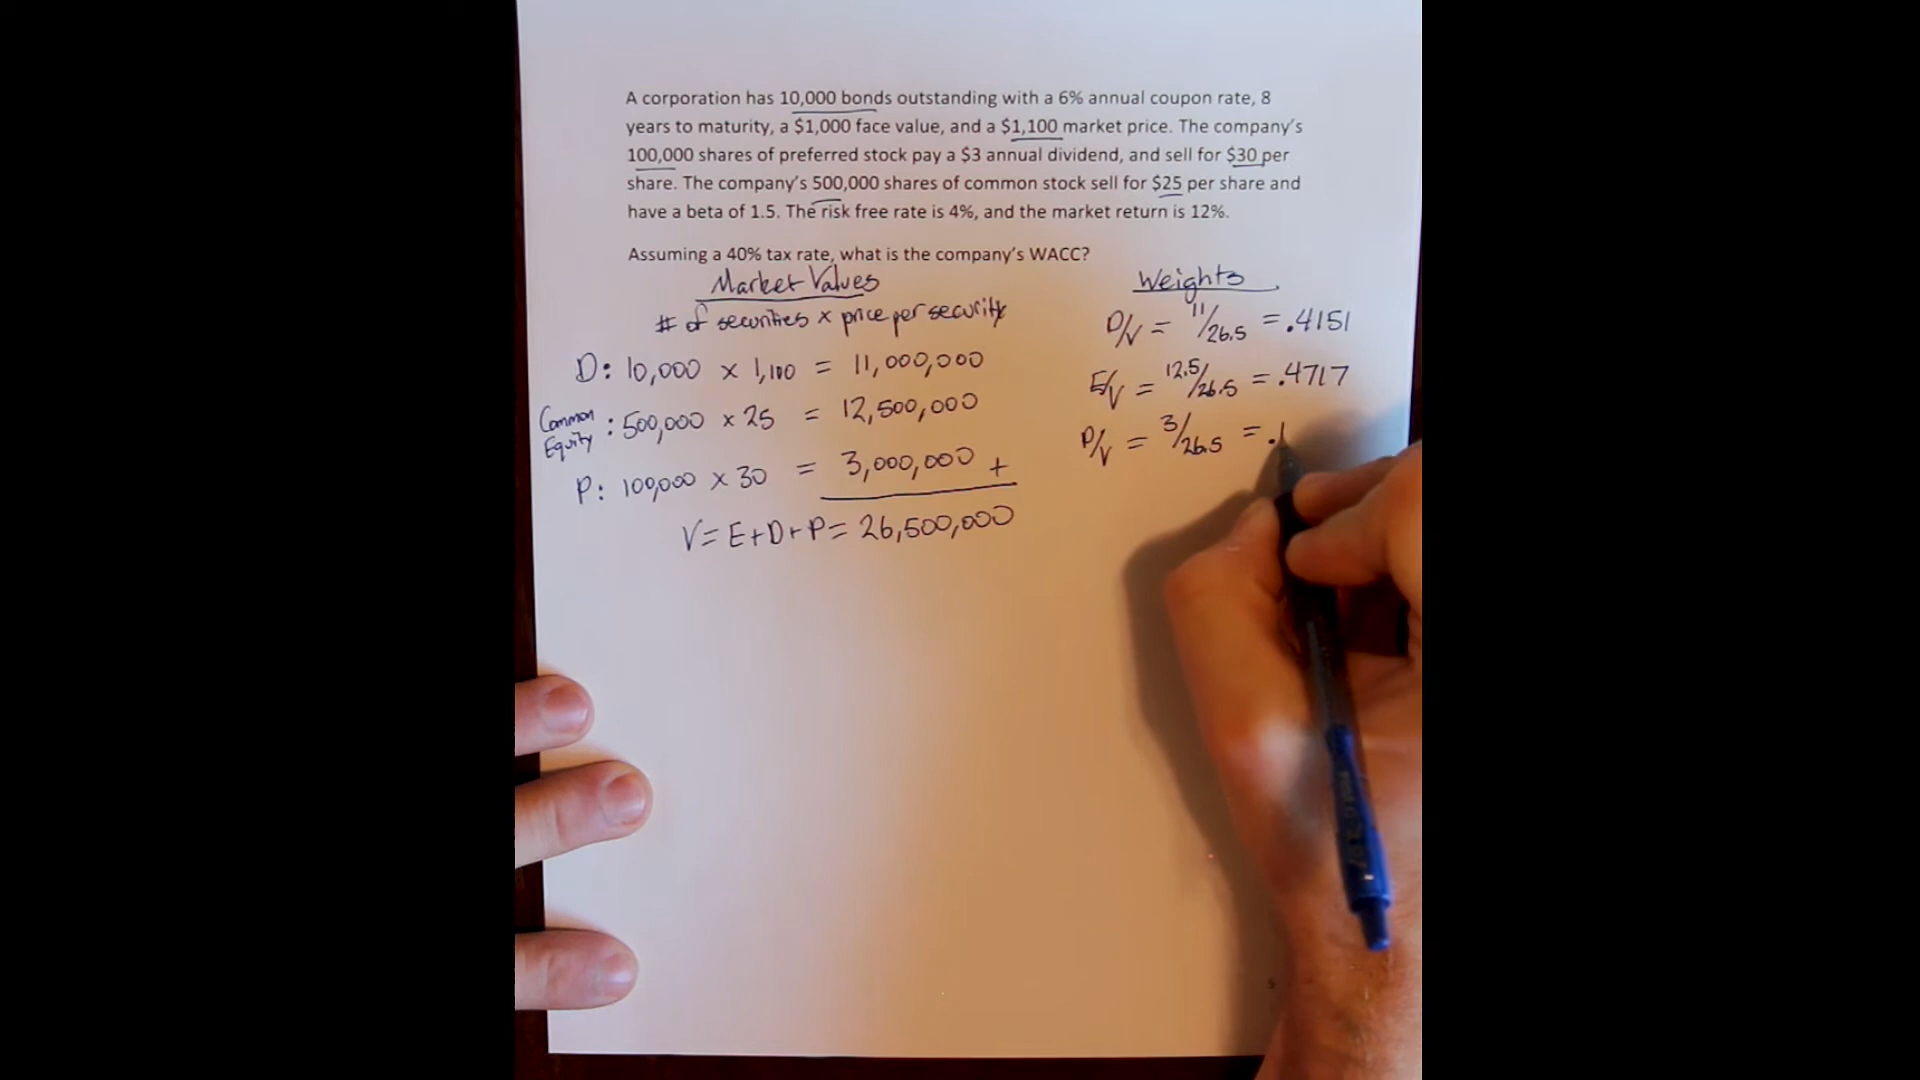 A corporation has 10,000 bonds outstanding with a 6% annual coupon rate, 8
years to maturity, a $1,000 face value, and a $1,100 market price. The company's
100,000 shares of preferred stock pay a $3 annual dividend, and sell for $30 per
share. The company's 500,000 shares of common stock sell for $25 per share and
have a beta of 1.5. The risk free rate is 4%, and the market return is 12%.
Assuming a 40% tax rate, what is the company's WACC?
Market Values
# of securities × price per security
D: 10,000 × 1,100 = 11,000,000
Common Equity : 500,000 × 25 = 12,500,000
P: 100,000 × 30 = 3,000,000 +
V = E+D+P = 26,500,000
Weights
D/V = 11/26.5 = .4151
E/V = 12.5/26.5 = .4717
P/V = 3/26.5 = .1
5